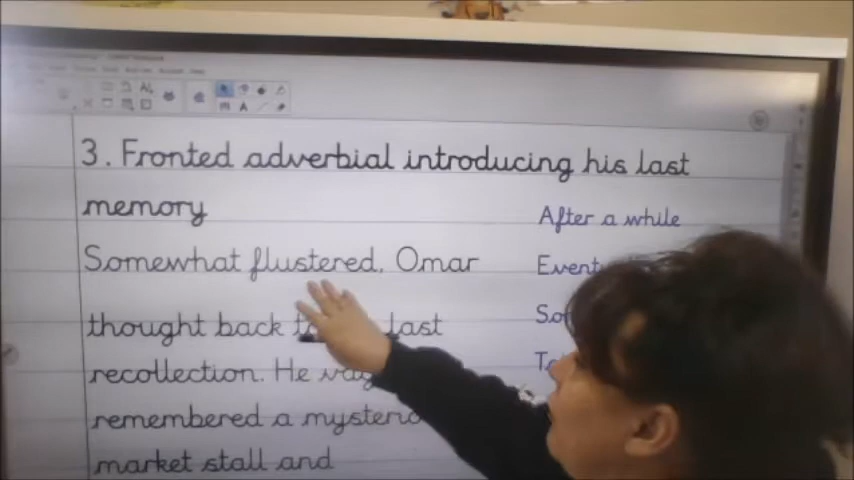 3. Fronted adverbial introducing his last
memory
Somewhat flustered, Omar
thought back last
recollection. He
remembered a
market stall and
After a while